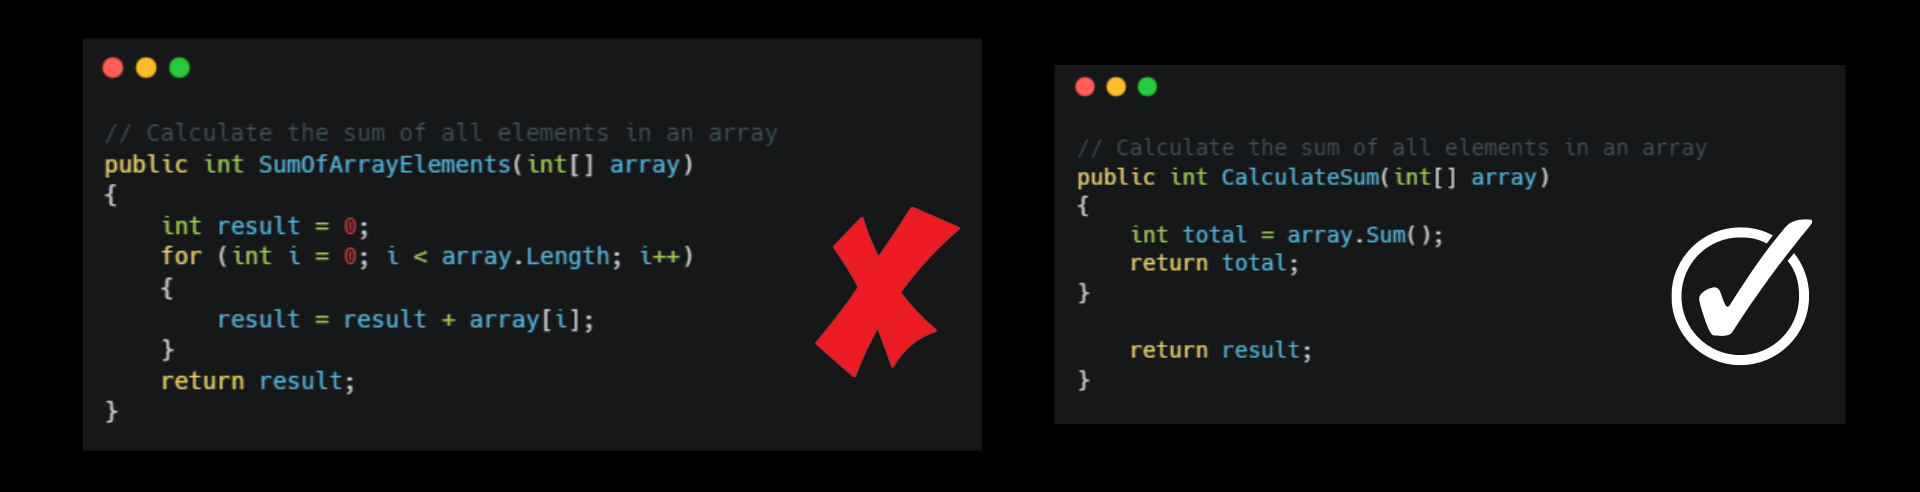 // Calculate the sum of all elements in an array
public int SumOfArrayElements(int[] array)
{
    int result = 0;
    for (int i = 0; i < array.Length; i++)
    {
        result = result + array[i];
    }
    return result;
}
// Calculate the sum of all elements in an array
public int CalculateSum(int[] array)
{
    int total = array.Sum();
    return total;
}
    return result;
}